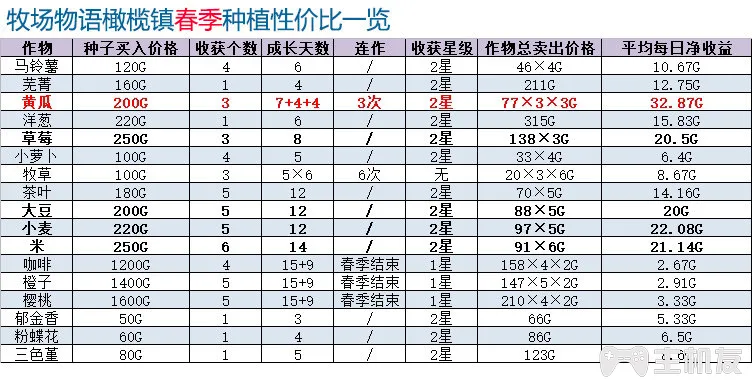 牧场物语橄榄镇春季种植性价比一览
作物 种子买入价格 收获个数 成长天数 连作 收获星级 作物总卖出价格 平均每日净收益
马铃薯 120G 4 6 / 2星 46×4G 10.67G
芜菁 160G 1 4 / 2星 211G 12.75G
黄瓜 200G 3 7+4+4 3次 2星 77×3×3G 32.87G
洋葱 220G 1 6 / 2星 315G 15.83G
草莓 250G 3 8 / 2星 138×3G 20.5G
小萝卜 100G 4 5 / 2星 33×4G 6.4G
牧草 100G 3 5×6 6次 无 20×3×6G 8.67G
茶叶 180G 5 12 / 2星 70×5G 14.16G
大豆 200G 5 12 / 2星 88×5G 20G
小麦 220G 5 12 / 2星 97×5G 22.08G
米 250G 6 14 / 2星 91×6G 21.14G
咖啡 1200G 4 15+9 春季结束 1星 158×4×2G 2.67G
橙子 1400G 5 15+9 春季结束 1星 147×5×2G 2.91G
樱桃 1600G 5 15+9 春季结束 1星 210×4×2G 3.33G
郁金香 50G 1 3 / 2星 66G 5.33G
粉蝶花 60G 1 4 / 2星 86G 6.5G
三色堇 80G 1 5 / 2星 123G
主机友